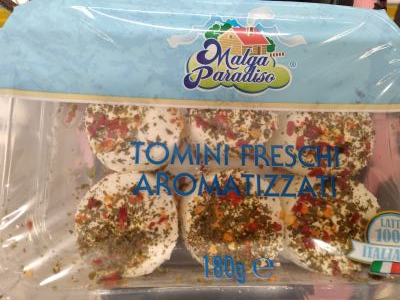 Malga
Paradiso®
TOMINI FRESCHI
AROMATIZZATI
180g e
LATTE
100%
ITALIANO